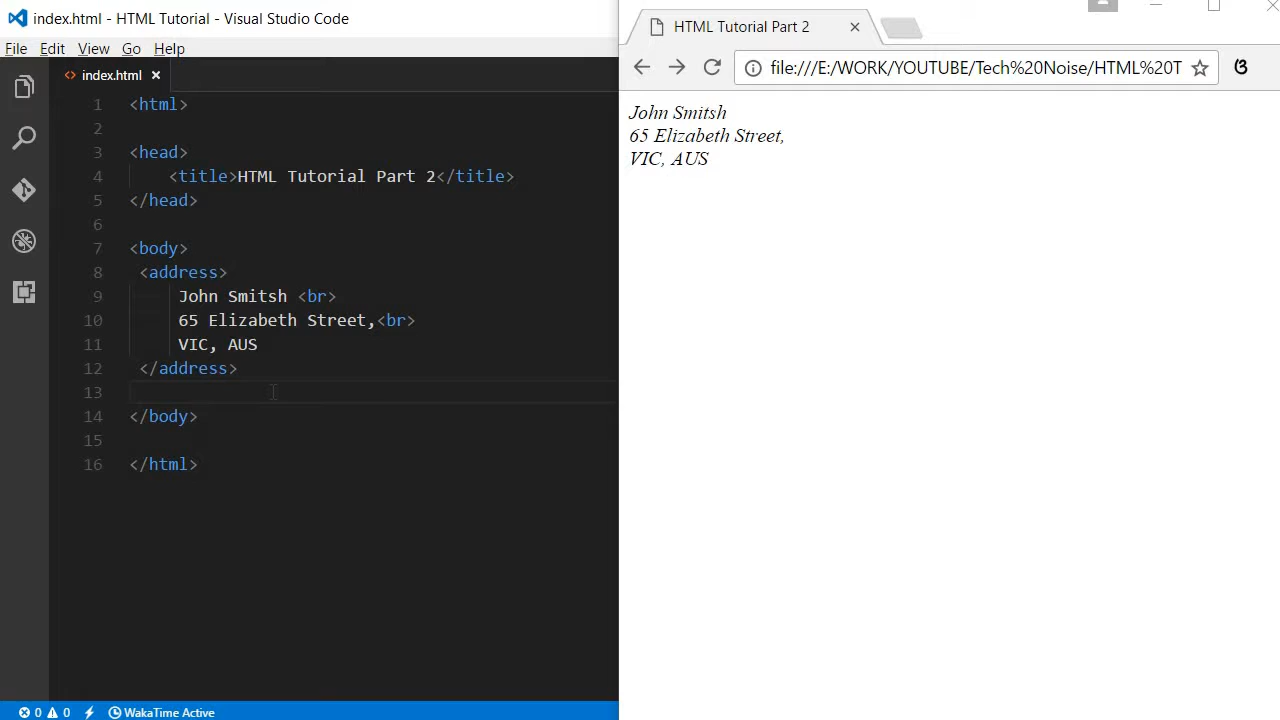 index.html - HTML Tutorial - Visual Studio Code
File Edit View Go Help
index.html
1 <html>
2
3 <head>
4 <title>HTML Tutorial Part 2</title>
5 </head>
6
7 <body>
8 <address>
9 John Smitsh <br>
10 65 Elizabeth Street,<br>
11 VIC, AUS
12 </address>
13
14 </body>
15
16 </html>
0 0 WakaTime Active
HTML Tutorial Part 2
file:///E:/WORK/YOUTUBE/Tech%20Noise/HTML%20T
John Smitsh
65 Elizabeth Street,
VIC, AUS